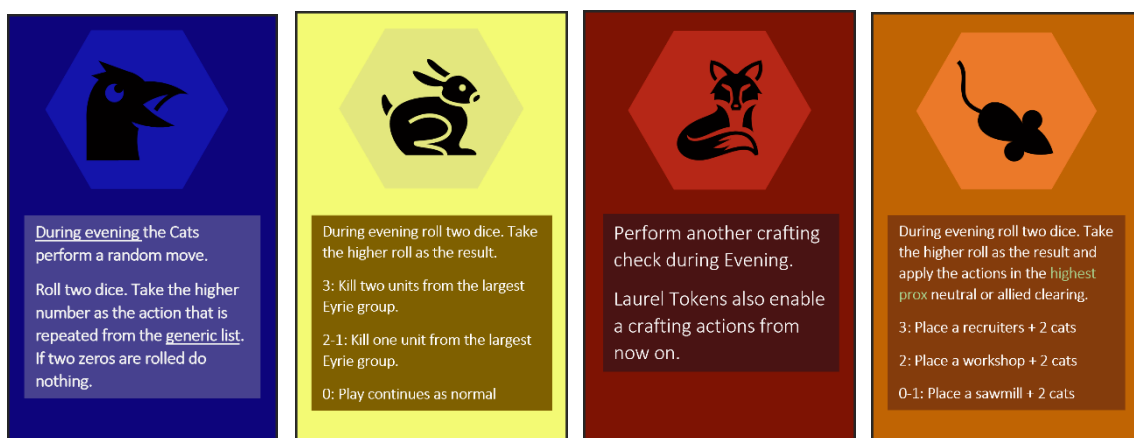 During evening the Cats
perform a random move.
Roll two dice. Take the higher
number as the action that is
repeated from the generic list.
If two zeros are rolled do
nothing.
During evening roll two dice. Take
the higher roll as the result.
3: Kill two units from the largest
Eyrie group.
2-1: Kill one unit from the largest
Eyrie group.
0: Play continues as normal
Perform another crafting
check during Evening.
Laurel Tokens also enable
a crafting actions from
now on.
During evening roll two dice. Take
the higher roll as the result and
apply the actions in the highest
prox neutral or allied clearing.
3: Place a recruiters + 2 cats
2: Place a workshop + 2 cats
0-1: Place a sawmill + 2 cats